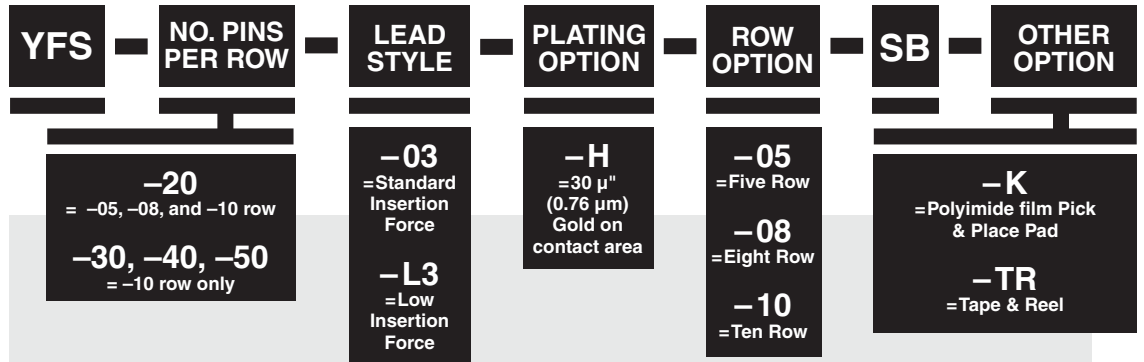 YFS
NO. PINS
PER ROW
LEAD
STYLE
PLATING
OPTION
ROW
OPTION
SB
OTHER
OPTION
–20
= –05, –08, and –10 row
–30, –40, –50
= –10 row only
–03
=Standard
Insertion
Force
–L3
=Low
Insertion
Force
–H
=30 µ"
(0.76 µm)
Gold on
contact area
–05
=Five Row
–08
=Eight Row
–10
=Ten Row
–K
=Polyimide film Pick
& Place Pad
–TR
=Tape & Reel